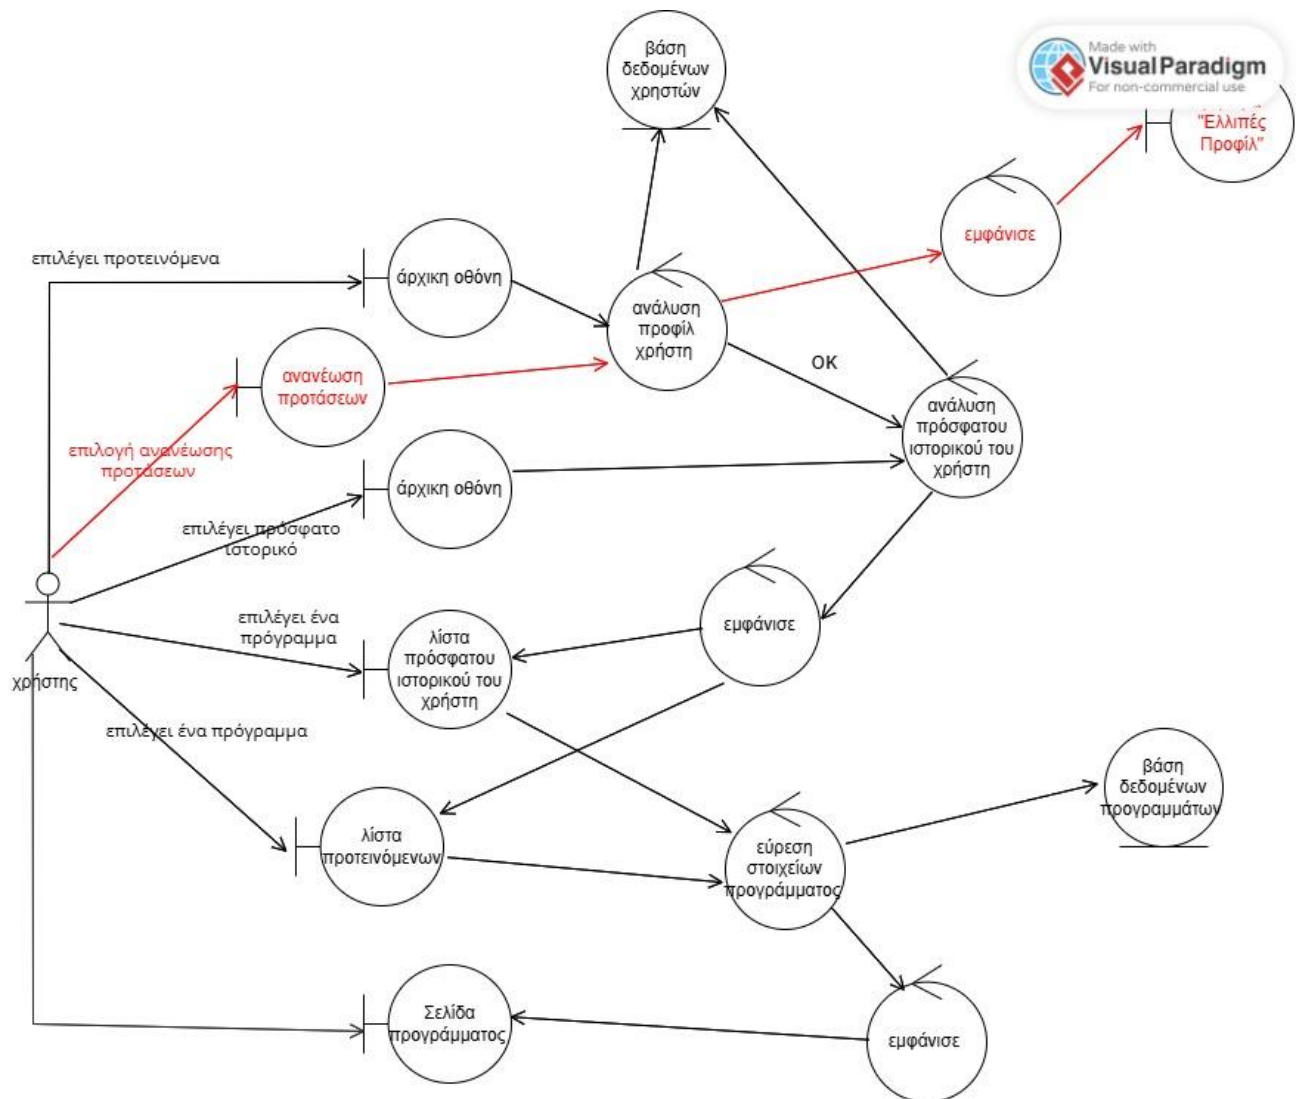 βάση
δεδομένων
χρηστών
Made with
Visual Paradigm
For non-commercial use
"Ελλιπές
Προφίλ"
εμφάνισε
επιλέγει προτεινόμενα
άρχικη οθόνη
ανάλυση
προφίλ
χρήστη
OK
ανανέωση
προτάσεων
ανάλυση
πρόσφατου
ιστορικού του
χρήστη
επιλογή ανανέωσης
προτάσεων
άρχικη οθόνη
επιλέγει πρόσφατο
ιστορικό
επιλέγει ένα
πρόγραμμα
λίστα
πρόσφατου
ιστορικού του
χρήστη
εμφάνισε
χρήστης
επιλέγει ένα πρόγραμμα
βάση
δεδομένων
προγραμμάτων
λίστα
προτεινόμενων
εύρεση
στοιχείων
προγράμματος
Σελίδα
προγράμματος
εμφάνισε